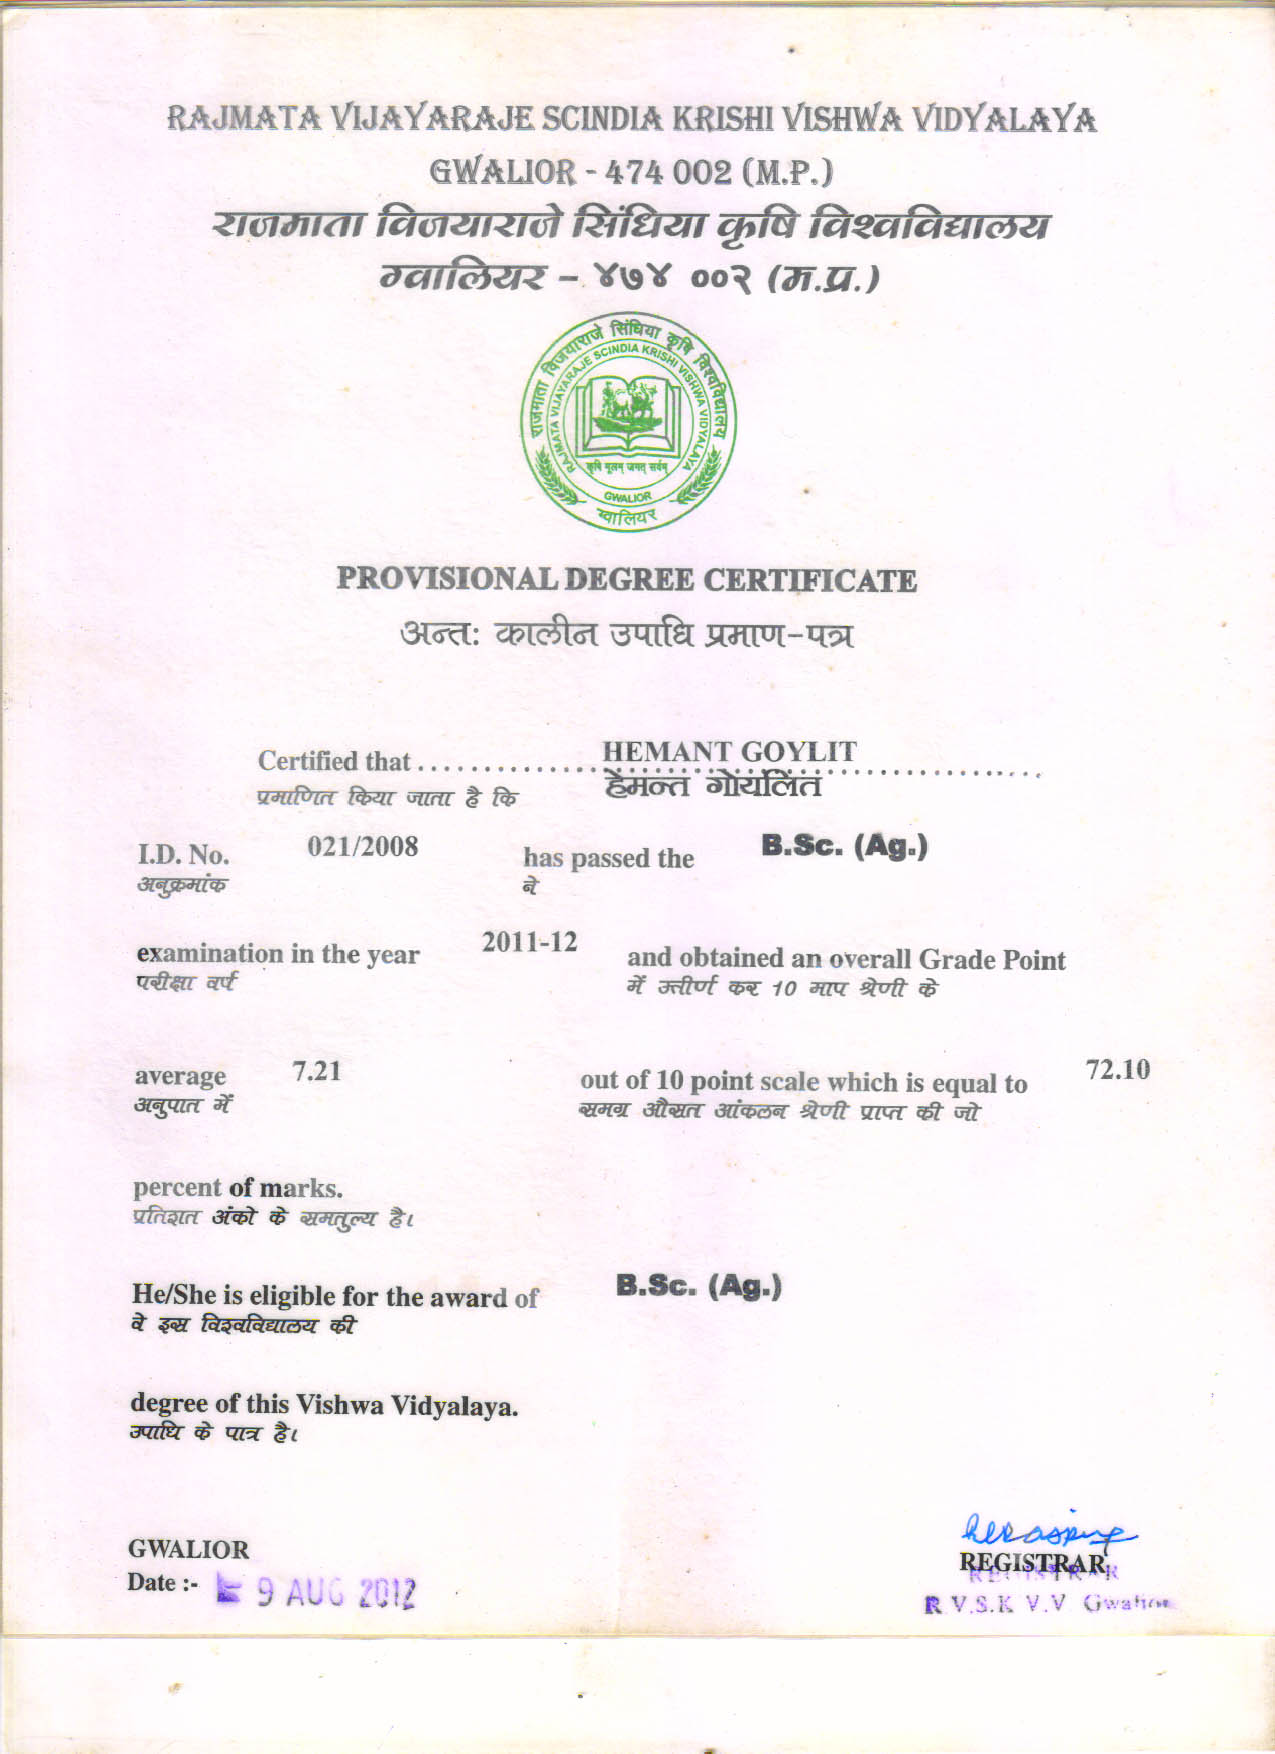 RAJMATA VIJAYARAJE SCINDIA KRISHI VISHWA VIDYALAYA
GWALIOR - 474 002 (M.P.)
राजमाता विजयाराजे सिंधिया कृषि विश्वविद्यालय
ग्वालियर - ४७४ ००२ (म.प्र.)
राजमाता विजयाराजे सिंधिया कृषि विश्वविद्यालय
RAJMATA VIJAYARAJE SCINDIA KRISHI VISHWA VIDYALAYA
कृषि मूलम् जगत् सर्वम्
GWALIOR
ग्वालियर
PROVISIONAL DEGREE CERTIFICATE
अन्तः कालीन उपाधि प्रमाण-पत्र
Certified that HEMANT GOYLIT
प्रमाणित किया जाता है कि हेमन्त गोयलित
I.D. No. 021/2008 has passed the B.Sc. (Ag.)
अनुक्रमांक ने
examination in the year 2011-12 and obtained an overall Grade Point
परीक्षा वर्ष में उत्तीर्ण कर 10 माप श्रेणी के
average 7.21 out of 10 point scale which is equal to 72.10
अनुपात में समग्र औसत आंकलन श्रेणी प्राप्त की जो
percent of marks.
प्रतिशत अंको के समतुल्य है।
He/She is eligible for the award of B.Sc. (Ag.)
वे इस विश्वविद्यालय की
degree of this Vishwa Vidyalaya.
उपाधि के पात्र है।
GWALIOR
Date :- 9 AUG 2012
REGISTRAR
REGISTRAR
R.V.S.K.V.V Gwalior